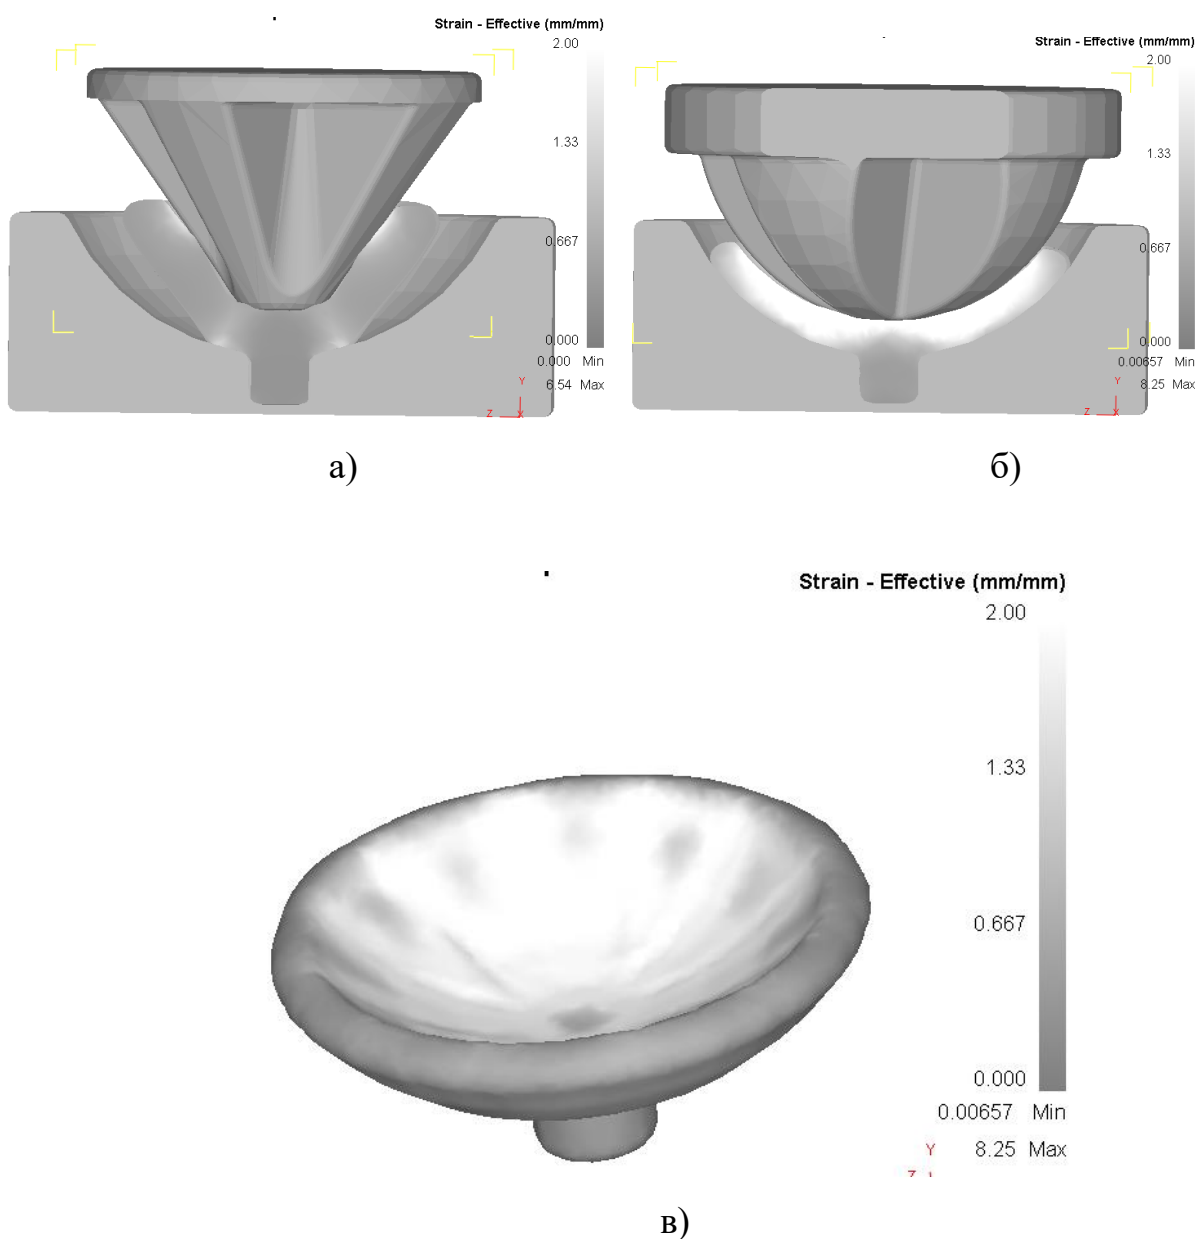 Strain - Effective (mm/mm)
2.00
1.33
0.667
0.000
0.000 Min
6.54 Max
Y
Z X
а)
Strain - Effective (mm/mm)
2.00
1.33
0.667
0.000
0.00657 Min
8.25 Max
Y
Z X
б)
Strain - Effective (mm/mm)
2.00
1.33
0.667
0.000
0.00657 Min
8.25 Max
Y
Z
в)